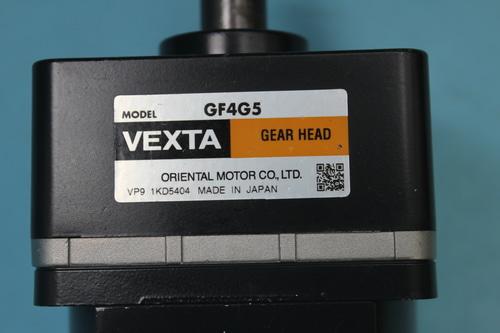 MODEL GF4G5
VEXTA GEAR HEAD
ORIENTAL MOTOR CO., LTD.
VP9 1KD5404 MADE IN JAPAN